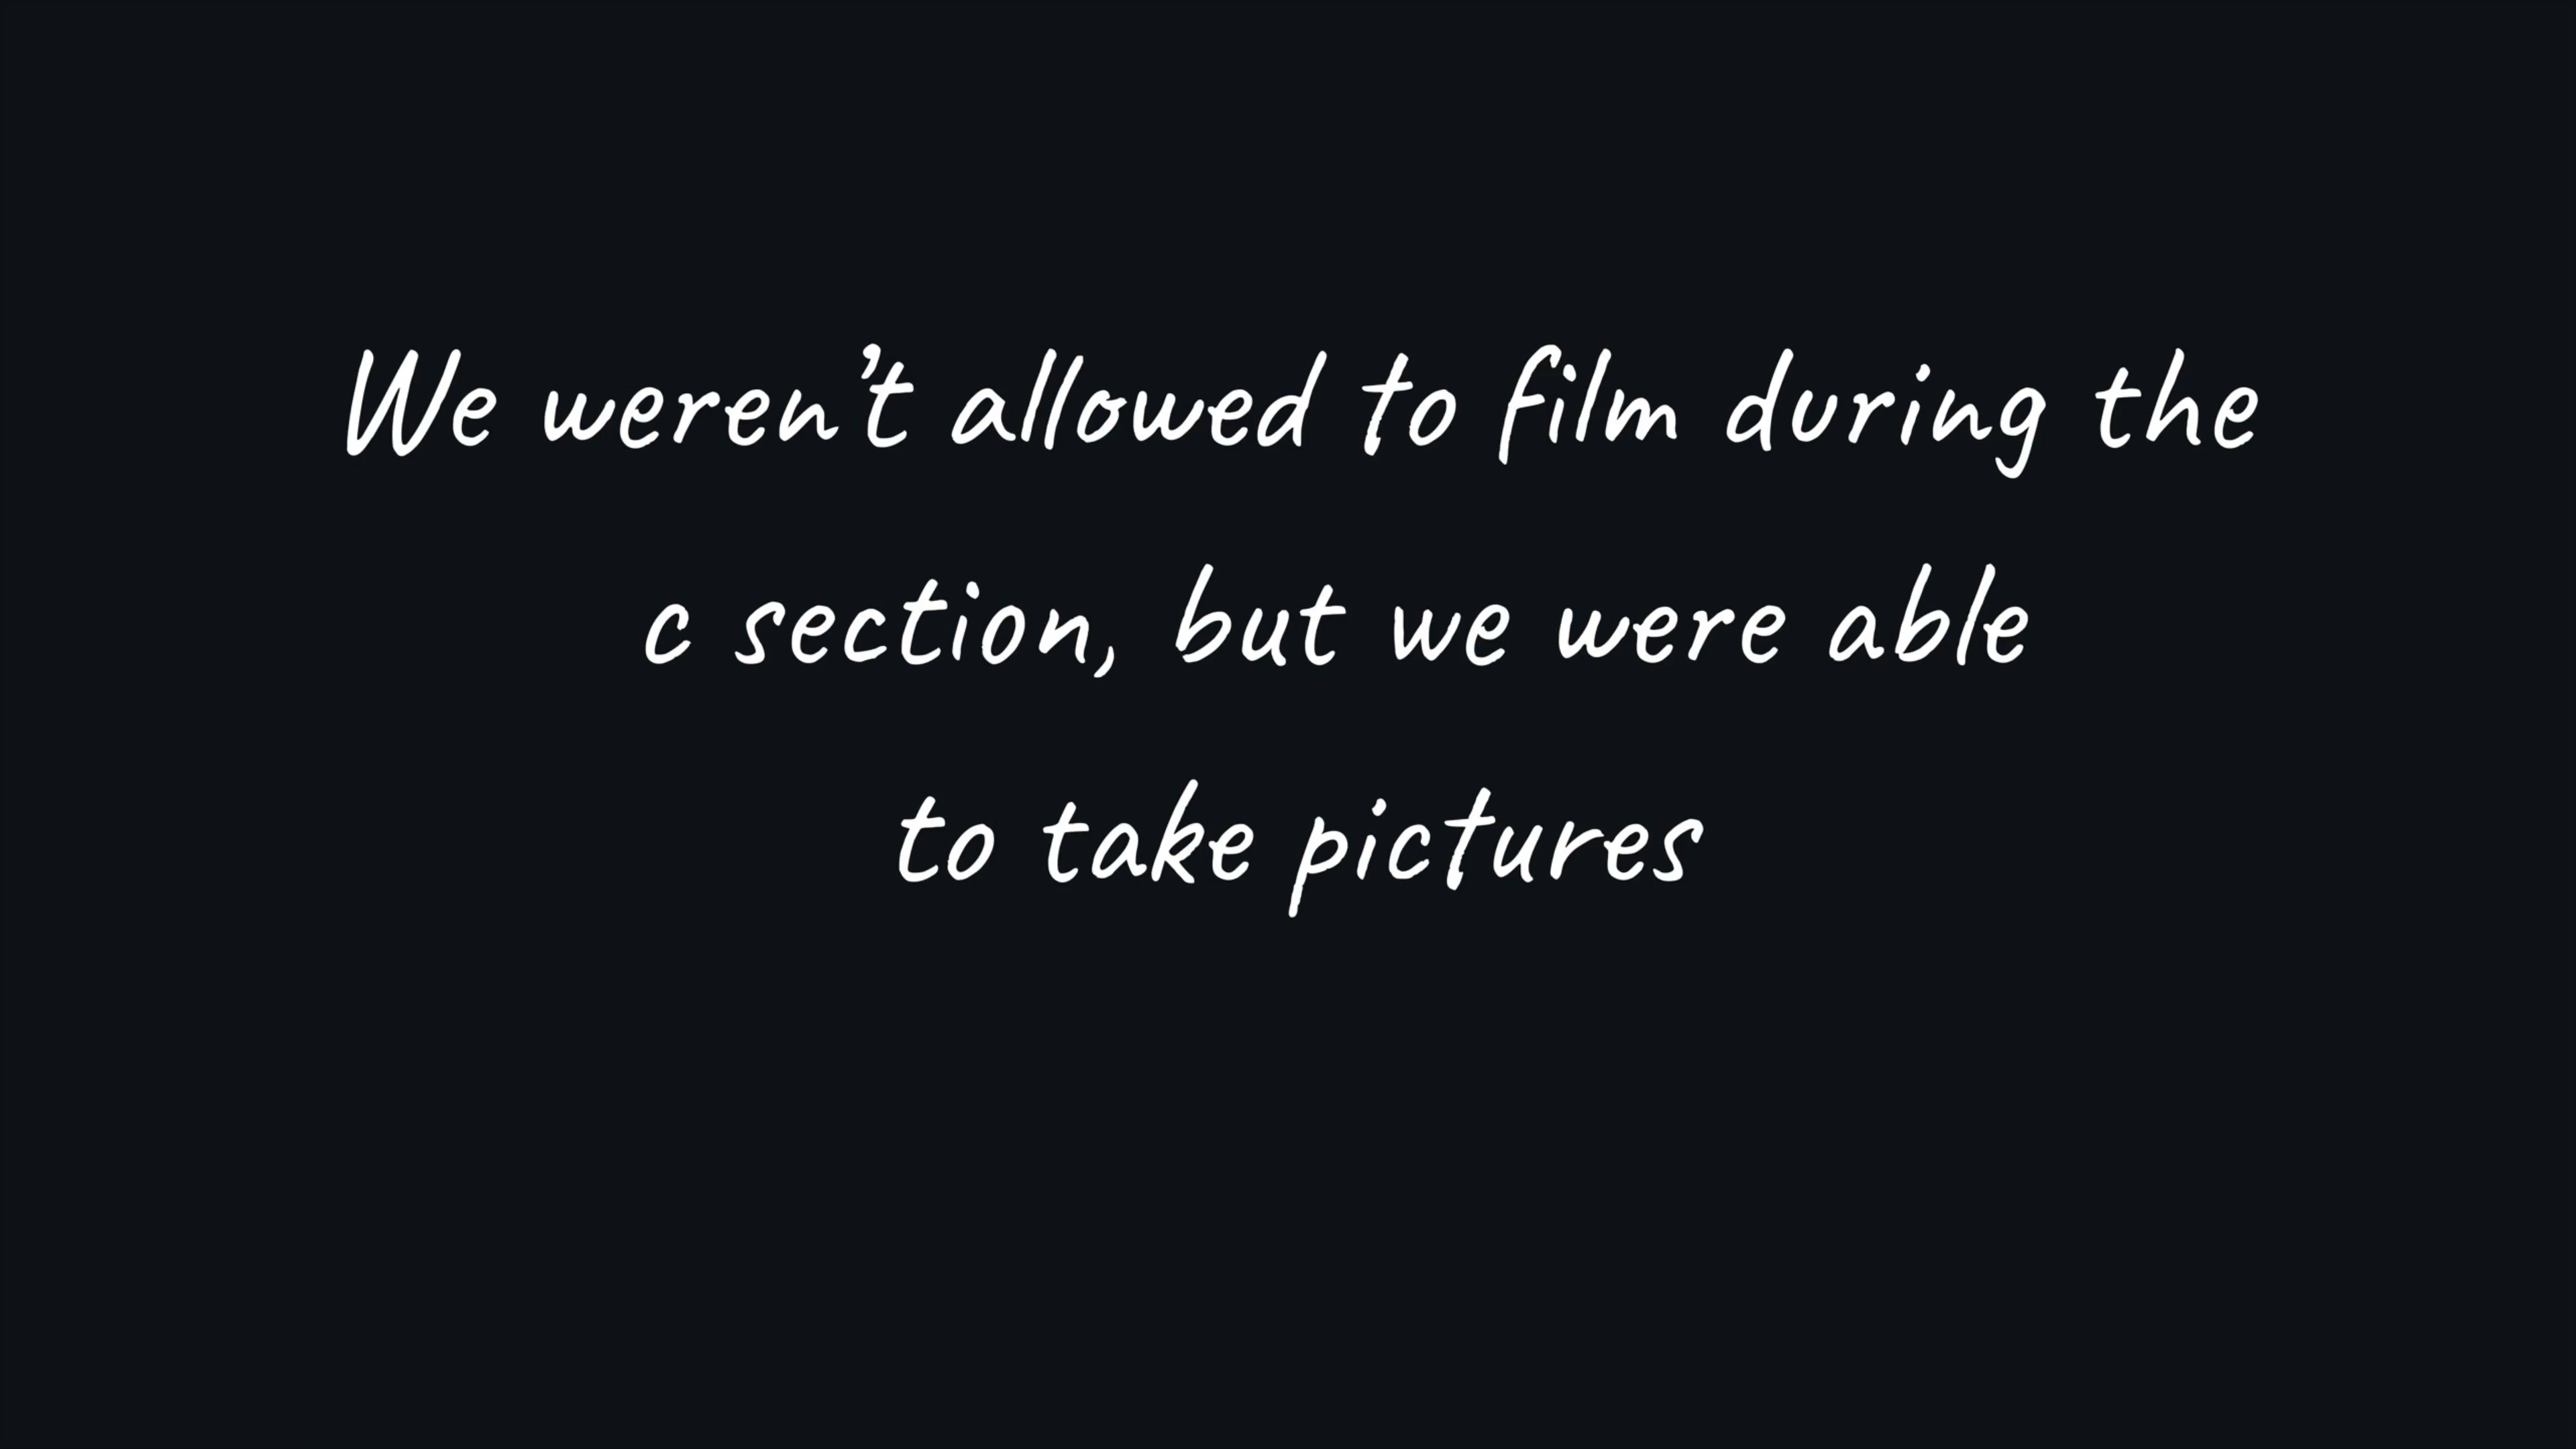 We weren’t allowed to film during the
c section, but we were able
to take pictures